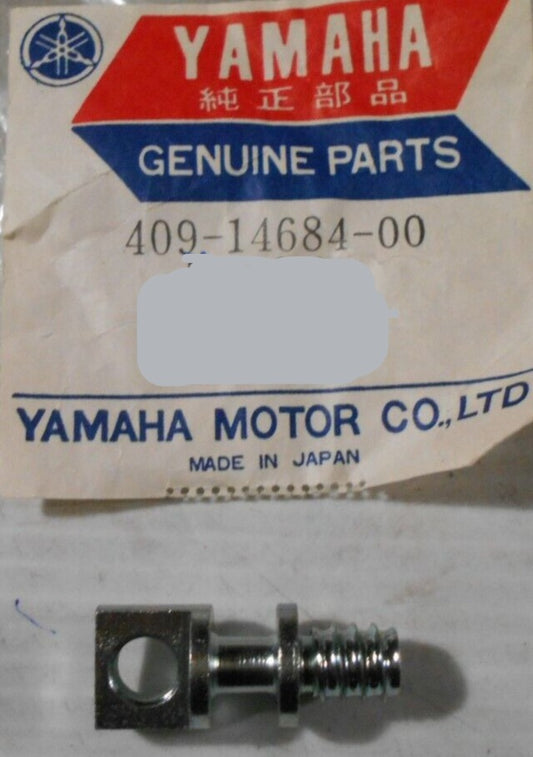 YAMAHA
純正部品
GENUINE PARTS
409-14684-00
YAMAHA MOTOR CO.,LTD
MADE IN JAPAN